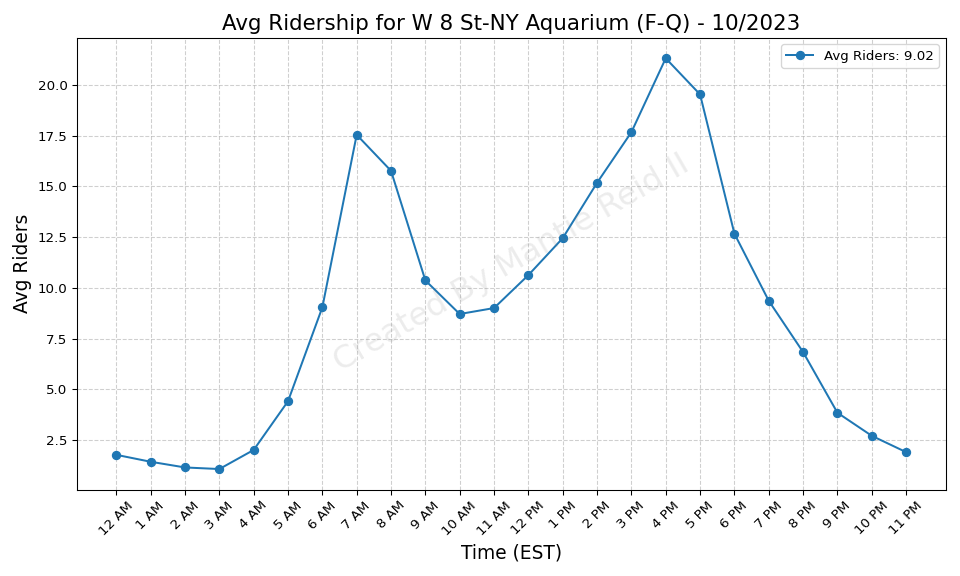 Avg Ridership for W 8 St-NY Aquarium (F-Q) - 10/2023
Avg Riders: 9.02
Avg Riders
20.0
17.5
15.0
12.5
10.0
7.5
5.0
2.5
Created By Mantie Reid II
12 AM
1 AM
2 AM
3 AM
4 AM
5 AM
6 AM
7 AM
8 AM
9 AM
10 AM
11 AM
12 PM
1 PM
2 PM
3 PM
4 PM
5 PM
6 PM
7 PM
8 PM
9 PM
10 PM
11 PM
Time (EST)